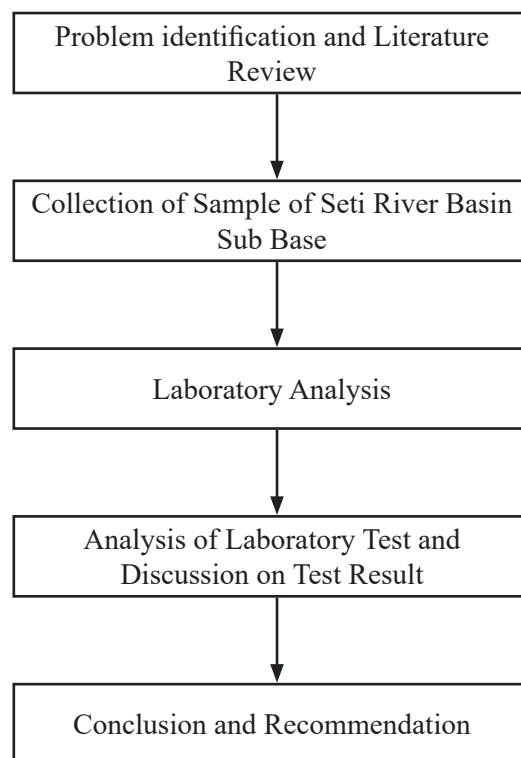 Problem identification and Literature
Review
Collection of Sample of Seti River Basin
Sub Base
Laboratory Analysis
Analysis of Laboratory Test and
Discussion on Test Result
Conclusion and Recommendation